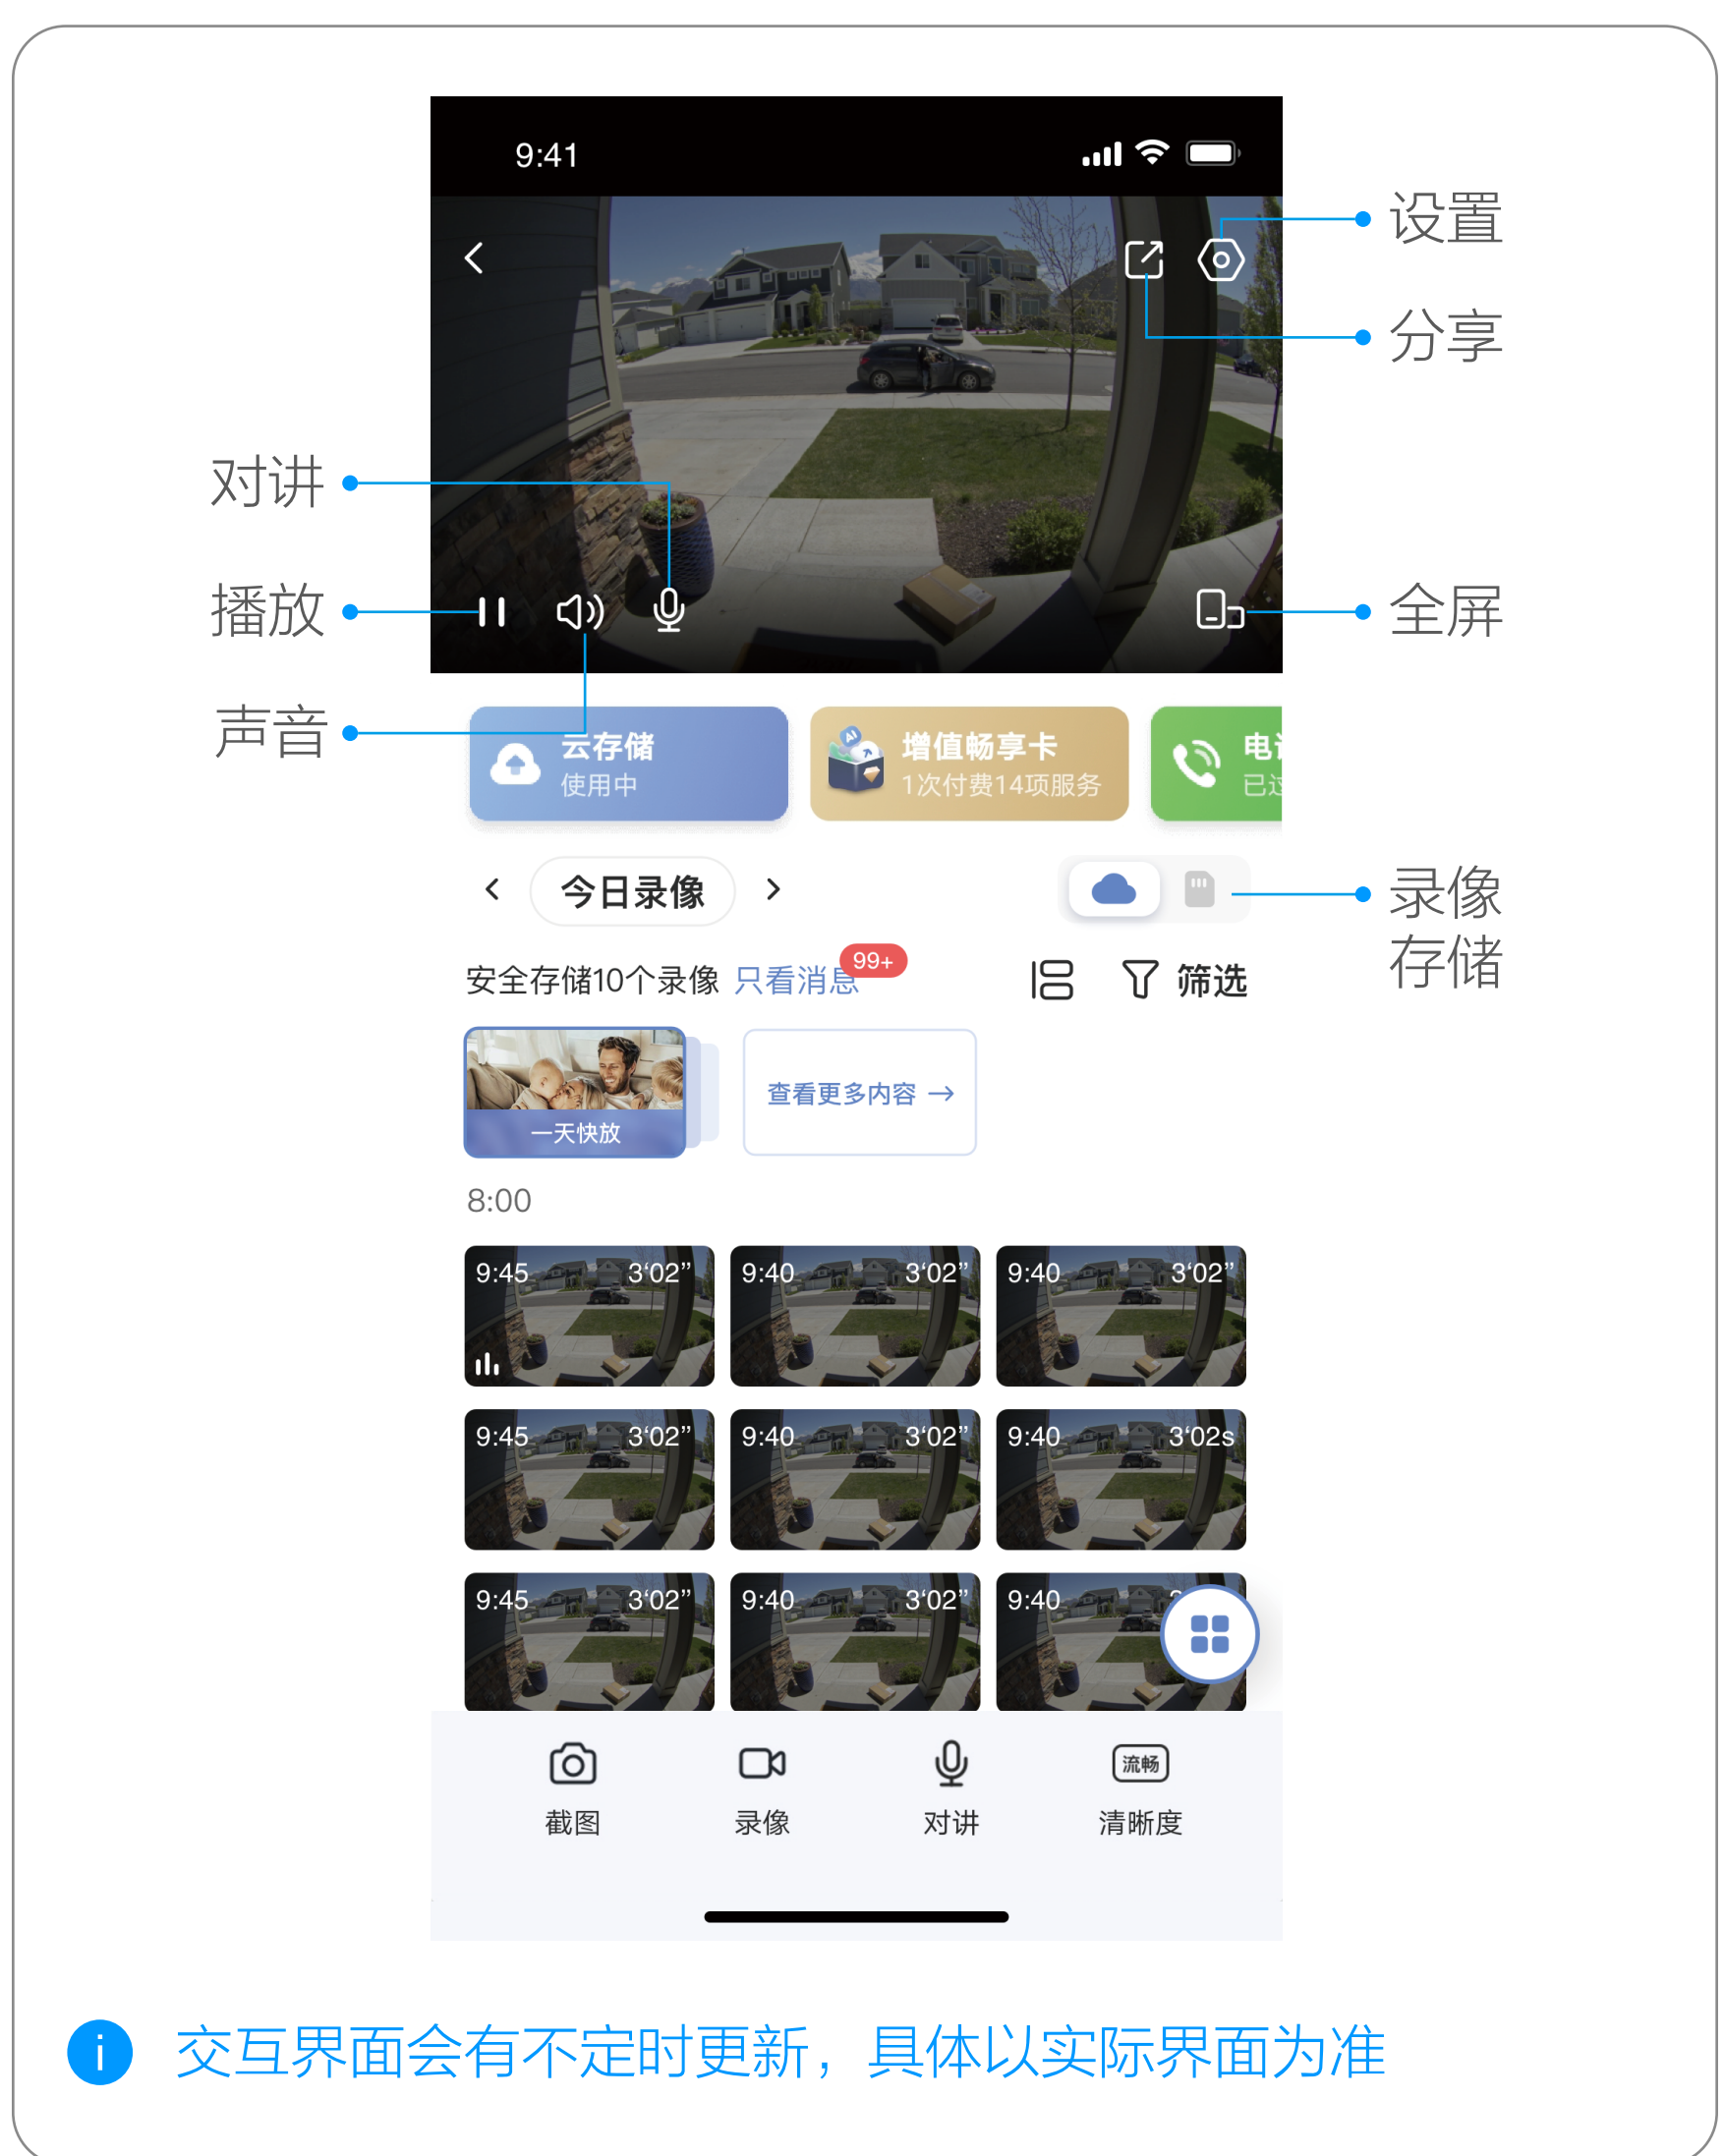 9:41
设置
分享
对讲
播放
全屏
声音
云存储
使用中
增值畅享卡
1次付费14项服务
今日录像
录像
存储
安全存储10个录像 只看消息 99+ 筛选
一天快放
查看更多内容 →
8:00
9:45 3‘02” 9:40 3‘02” 9:40 3‘02”
9:45 3‘02” 9:40 3‘02” 9:40 3‘02s
9:45 3‘02” 9:40 3‘02” 9:40
流畅
截图 录像 对讲 清晰度
i 交互界面会有不定时更新，具体以实际界面为准